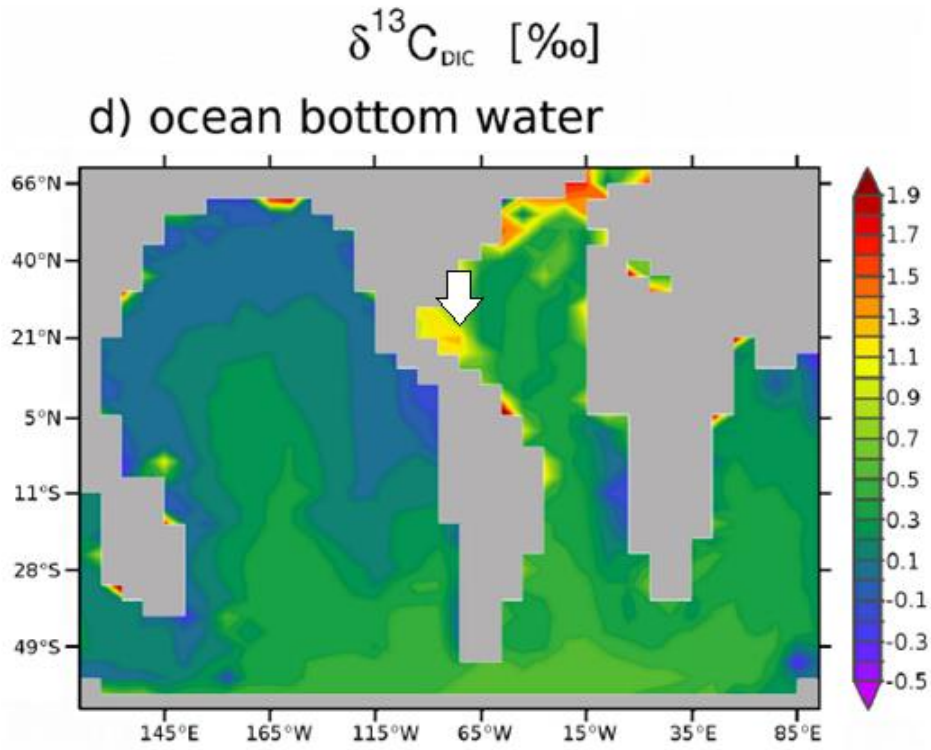 δ¹³C_DIC [‰]
d) ocean bottom water
66°N
40°N
21°N
5°N
11°S
28°S
49°S
145°E 165°W 115°W 65°W 15°W 35°E 85°E
1.9
1.7
1.5
1.3
1.1
0.9
0.7
0.5
0.3
0.1
-0.1
-0.3
-0.5